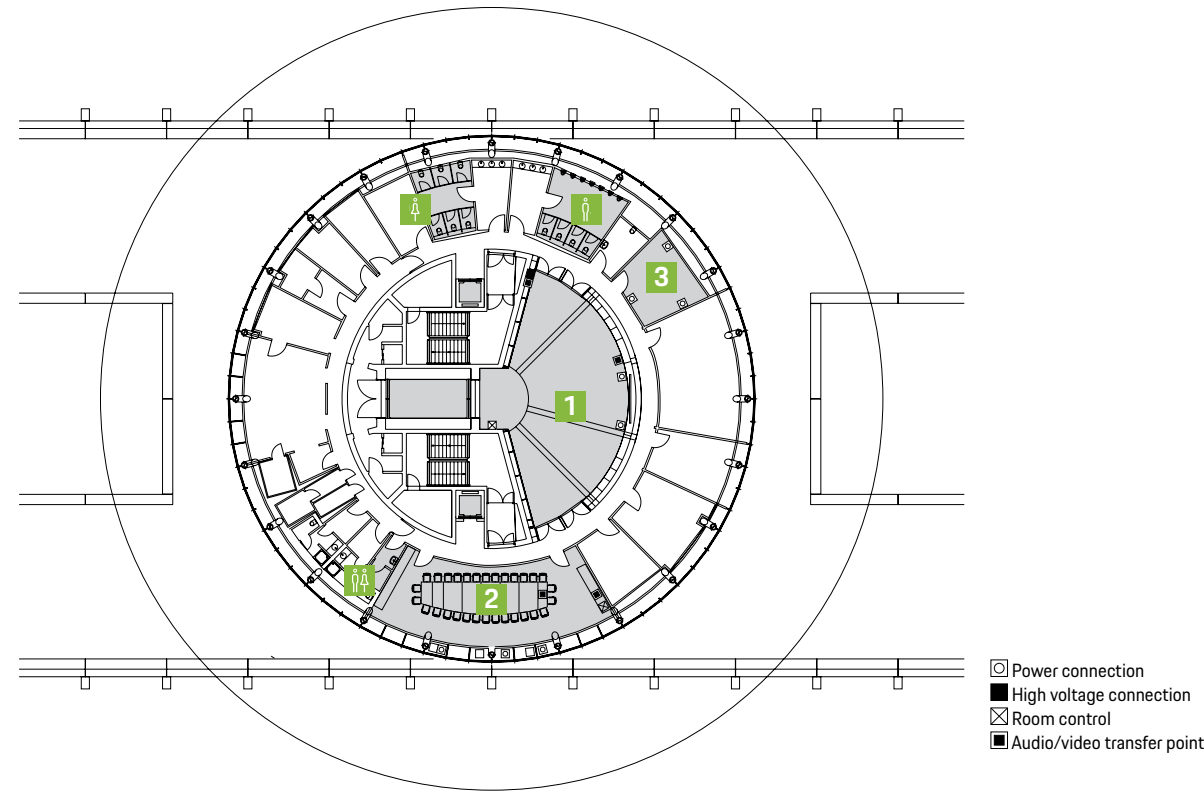 3
1
2
Power connection
High voltage connection
Room control
Audio/video transfer point